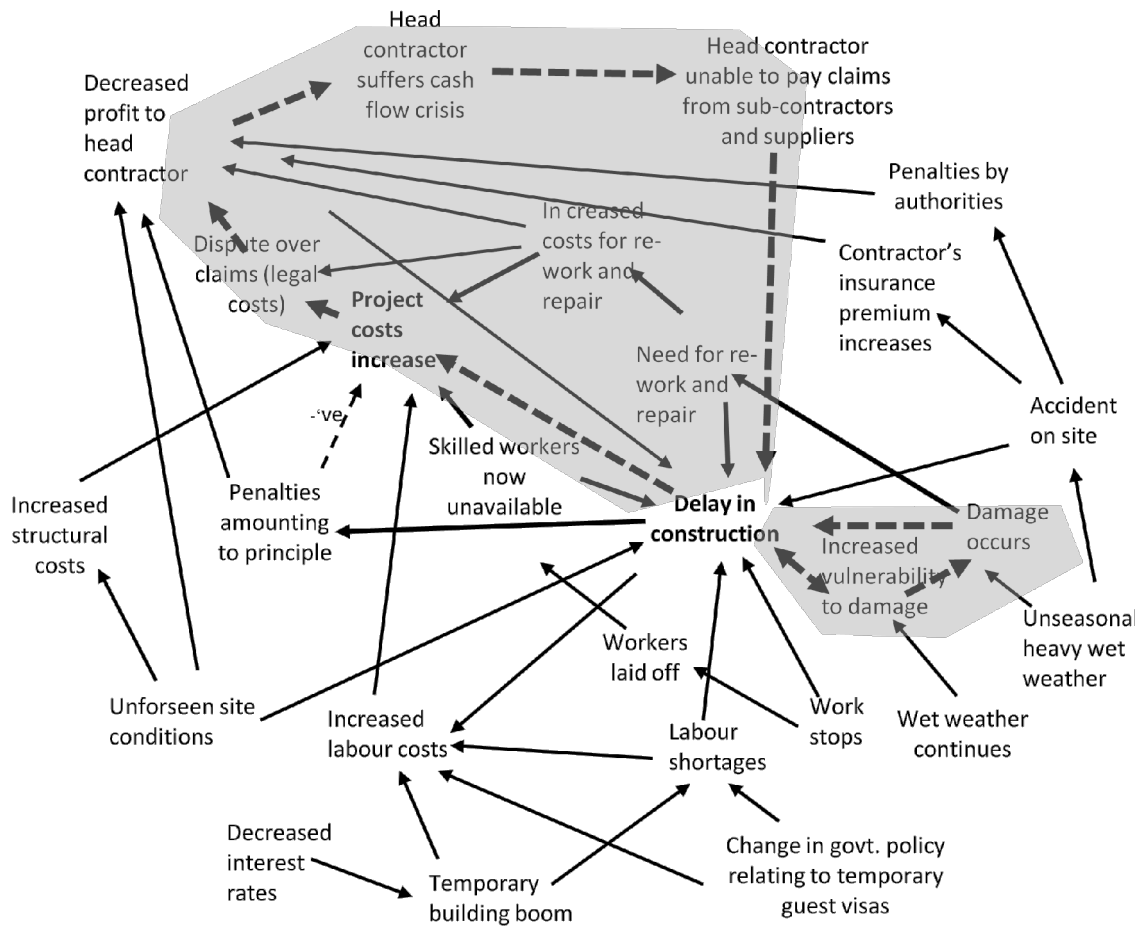 Head
contractor
suffers cash
flow crisis
Head contractor
unable to pay claims
from sub-contractors
and suppliers
Decreased
profit to
head
contractor
Penalties by
authorities
In creased
costs for re-
work and
repair
Dispute over
claims (legal
costs)
Contractor’s
insurance
premium
increases
Project
costs
increase
Need for re-
work and
repair
Accident
on site
-‘ve
Skilled workers
now
unavailable
Increased
structural
costs
Penalties
amounting
to principle
Delay in
construction
Damage
occurs
Increased
vulnerability
to damage
Unseasonal
heavy wet
weather
Workers
laid off
Unforseen site
conditions
Increased
labour costs
Work
stops
Wet weather
continues
Labour
shortages
Decreased
interest
rates
Temporary
building boom
Change in govt. policy
relating to temporary
guest visas